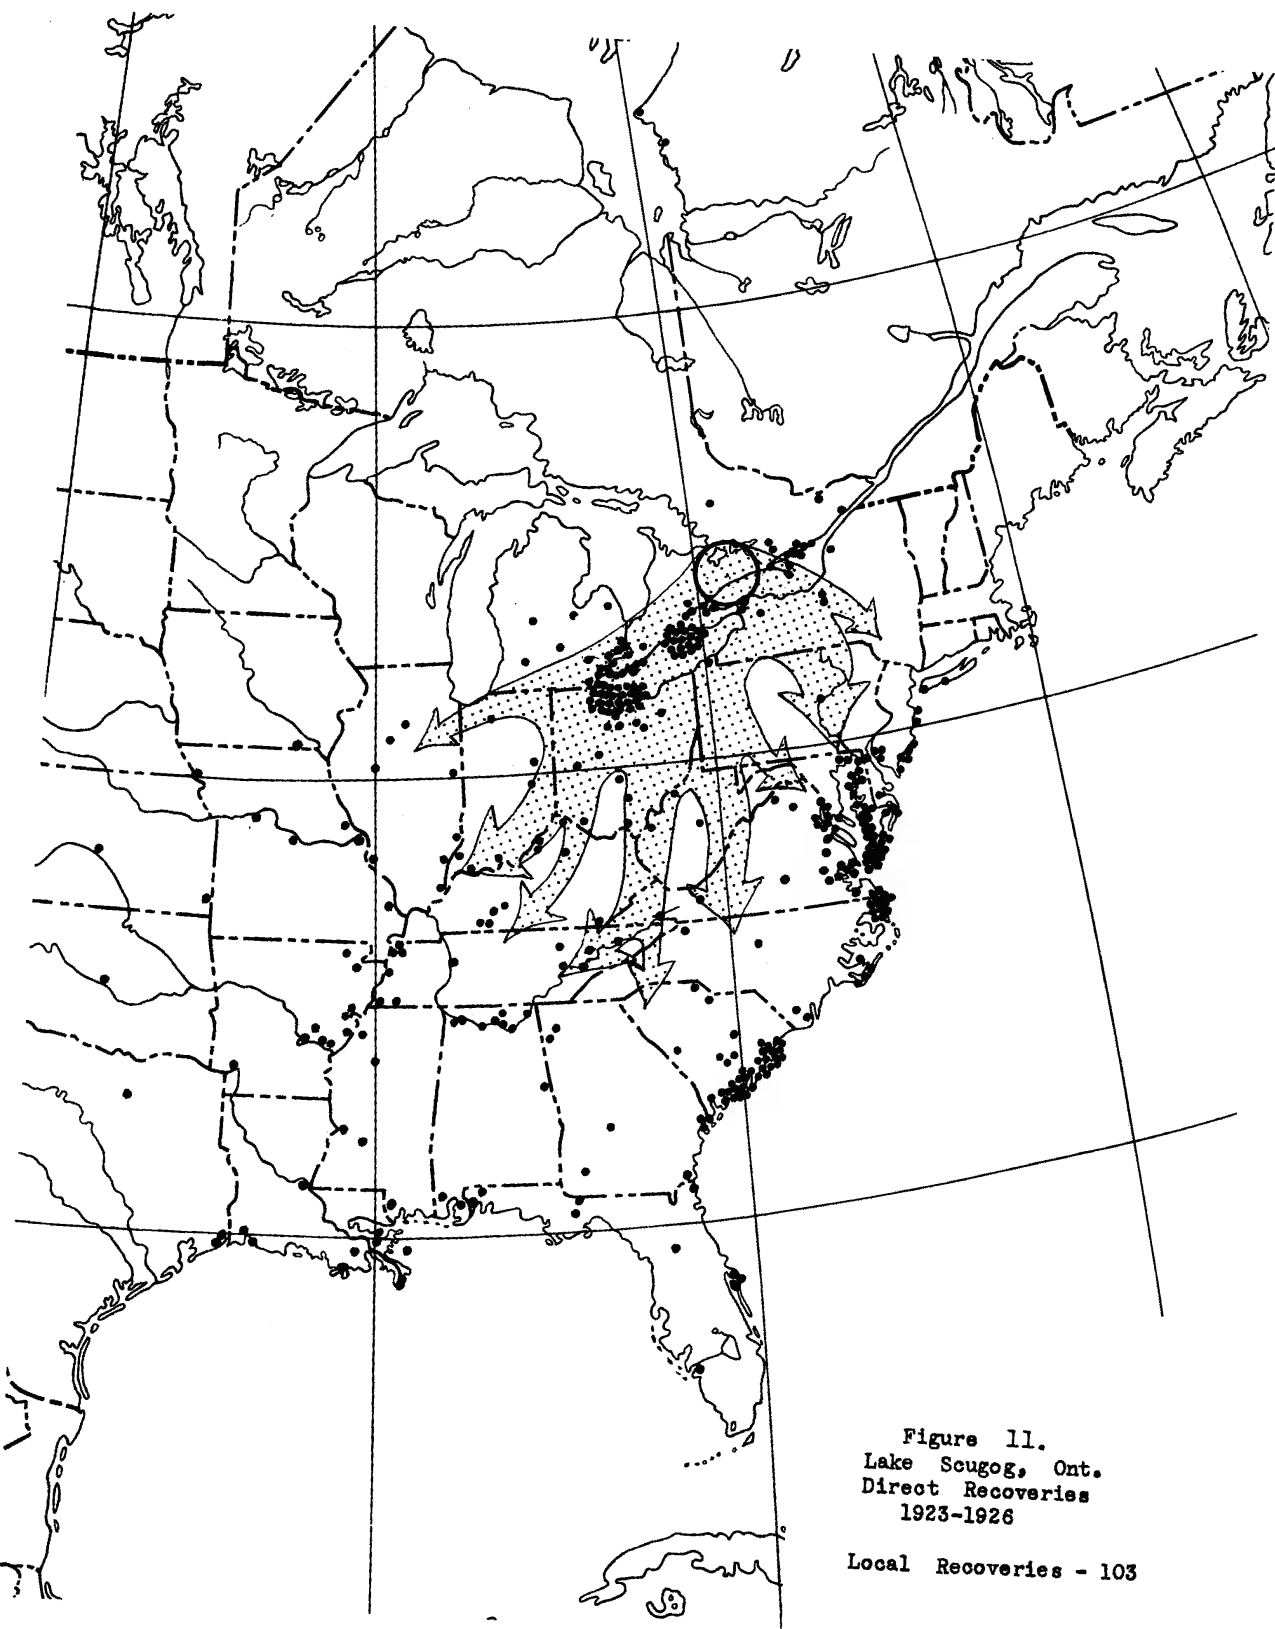 Figure 11.
Lake Scugog, Ont.
Direct Recoveries
1923-1926
Local Recoveries - 103